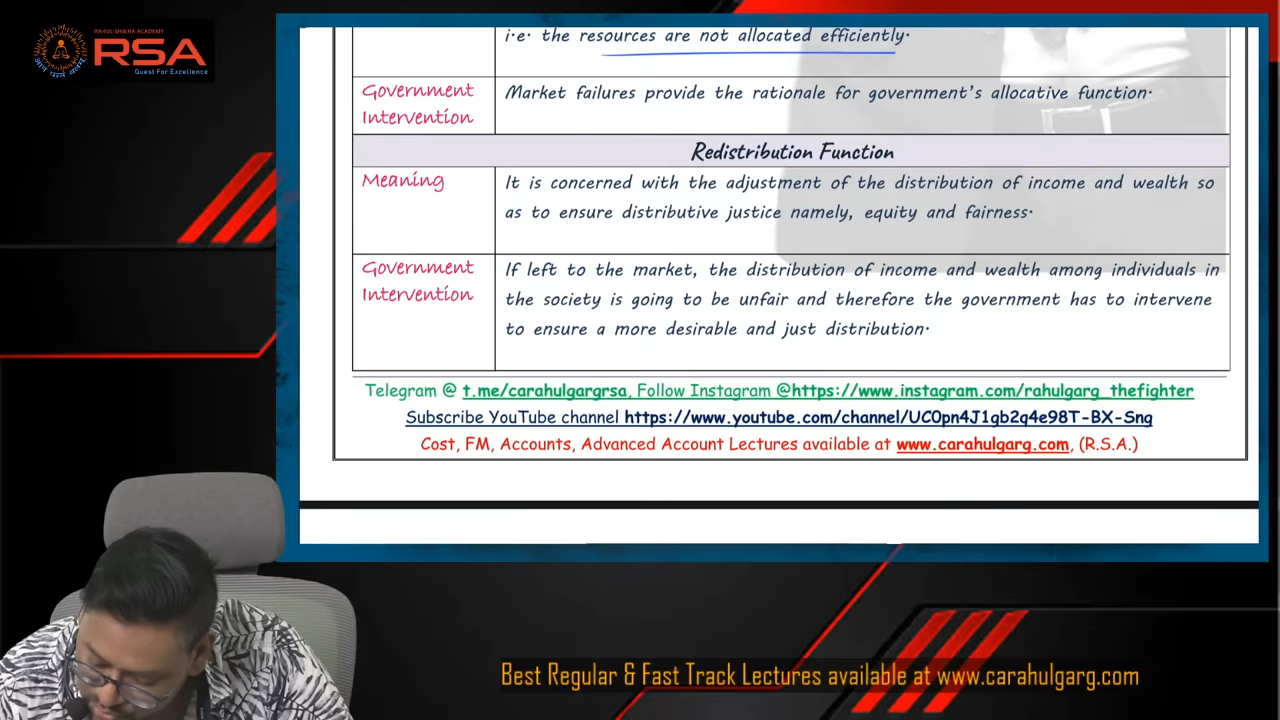 RAHUL SHIKHA ACADEMY
RSA
Quest For Excellence
i.e. the resources are not allocated efficiently.
Government
Intervention
Market failures provide the rationale for government's allocative function.
Redistribution Function
Meaning
It is concerned with the adjustment of the distribution of income and wealth so
as to ensure distributive justice namely, equity and fairness.
Government
Intervention
If left to the market, the distribution of income and wealth among individuals in
the society is going to be unfair and therefore the government has to intervene
to ensure a more desirable and just distribution.
Telegram @ t.me/carahulgargrsa, Follow Instagram @https://www.instagram.com/rahulgarg_thefighter
Subscribe YouTube channel https://www.youtube.com/channel/UC0pn4J1gb2q4e98T-BX-Sng
Cost, FM, Accounts, Advanced Account Lectures available at www.carahulgarg.com, (R.S.A.)
Best Regular & Fast Track Lectures available at www.carahulgarg.com